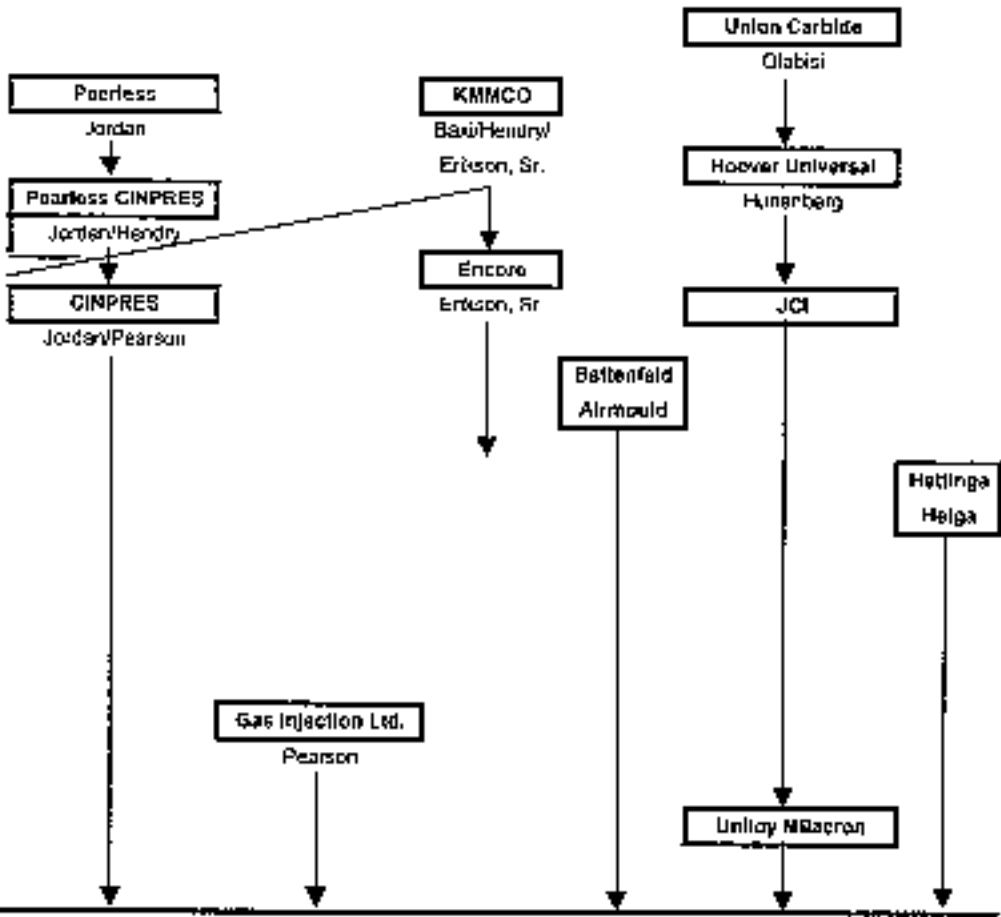 Union Carbide
Olabisi
Peerless
Jordan
KMMCO
Baxi/Hendry/
Erikson, Sr.
Hoover Universal
Hunerberg
Peerless CINPRES
Jordan/Hendry
Encore
Erikson, Sr
CINPRES
Jordan/Pearson
JCI
Battenfeld
Airmould
Hettinga
Helga
Gas Injection Ltd.
Pearson
Uniloy Milacron